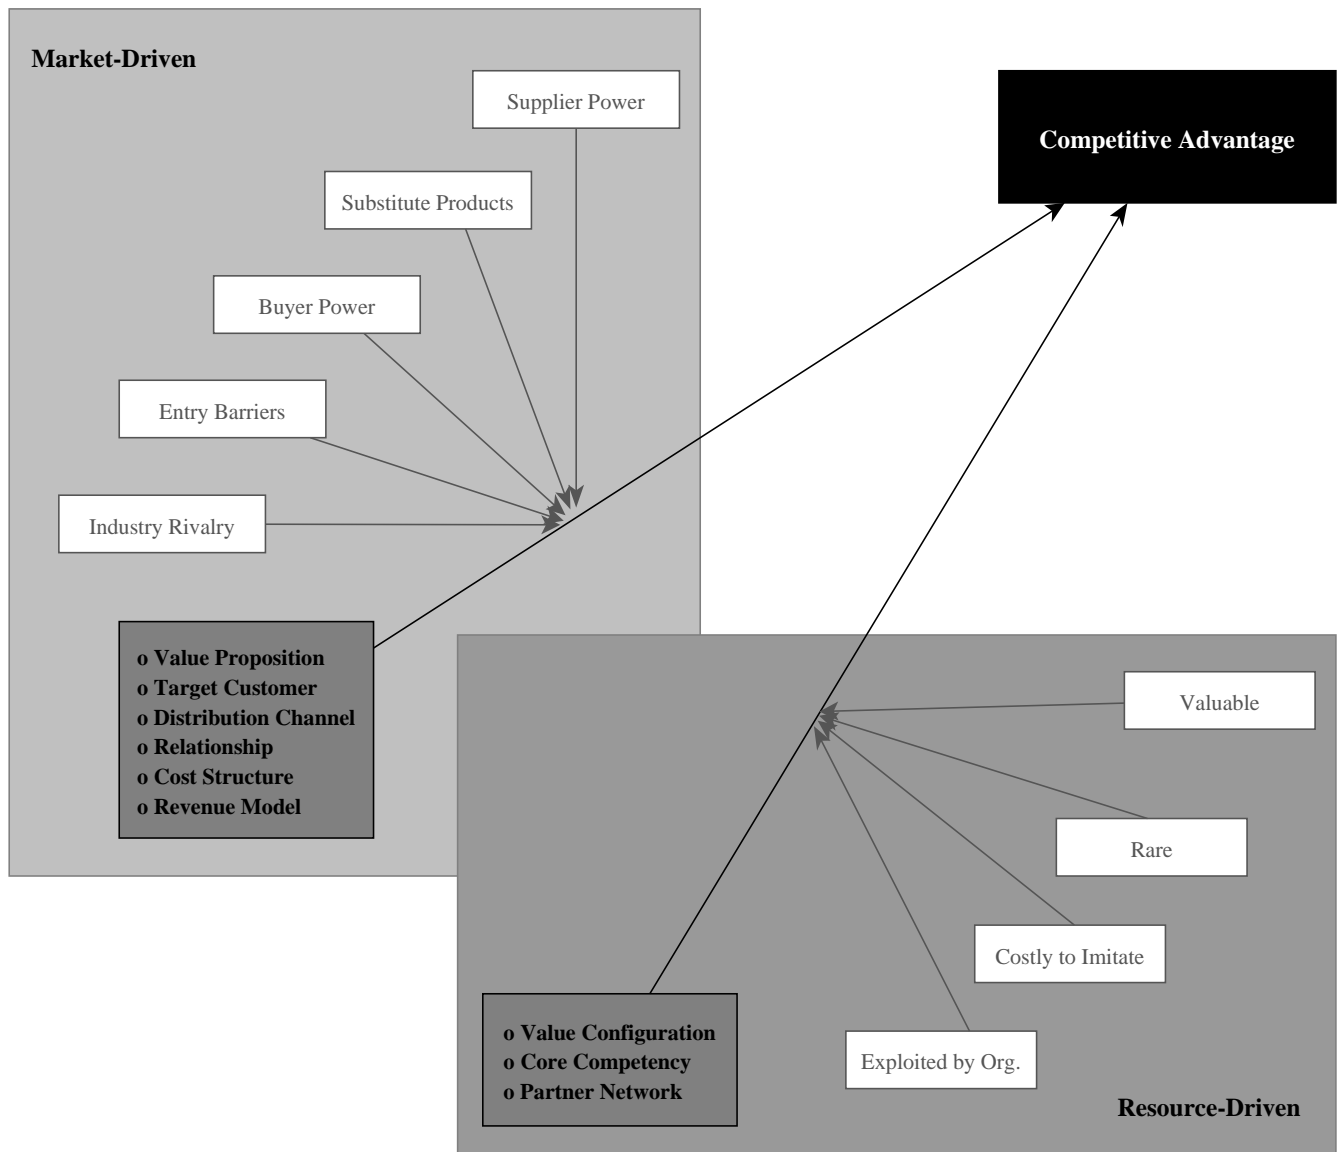 Market-Driven
Supplier Power
Competitive Advantage
Substitute Products
Buyer Power
Entry Barriers
Industry Rivalry
o Value Proposition
o Target Customer
o Distribution Channel
o Relationship
o Cost Structure
o Revenue Model
Valuable
Rare
Costly to Imitate
Exploited by Org.
o Value Configuration
o Core Competency
o Partner Network
Resource-Driven